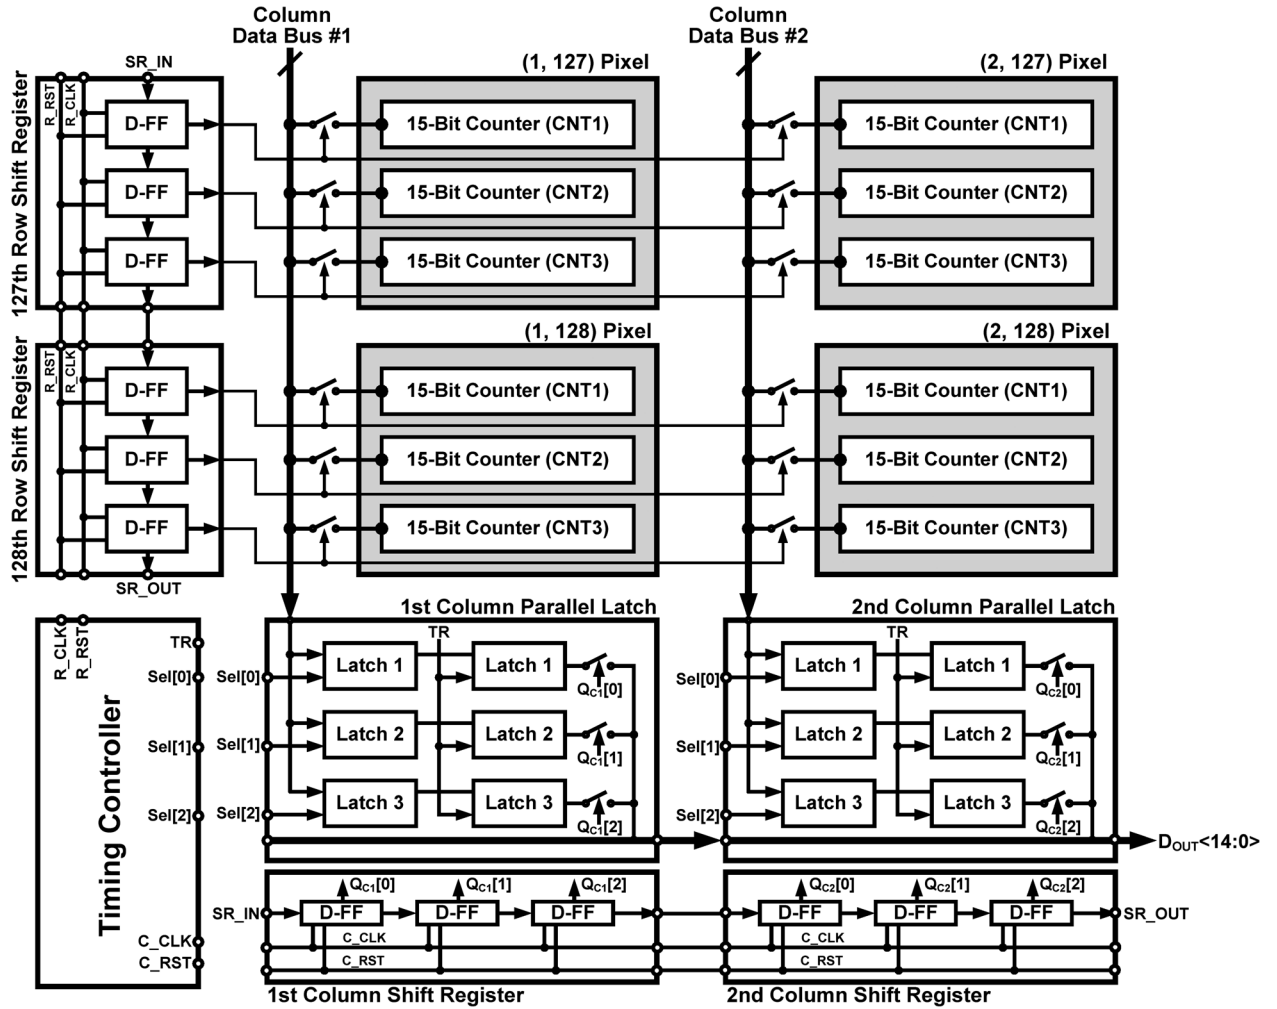 Column
Data Bus #1
Column
Data Bus #2
SR_IN
(1, 127) Pixel
(2, 127) Pixel
127th Row Shift Register
R_RST
R_CLK
D-FF
15-Bit Counter (CNT1)
15-Bit Counter (CNT1)
D-FF
15-Bit Counter (CNT2)
15-Bit Counter (CNT2)
D-FF
15-Bit Counter (CNT3)
15-Bit Counter (CNT3)
(1, 128) Pixel
(2, 128) Pixel
128th Row Shift Register
R_RST
R_CLK
D-FF
15-Bit Counter (CNT1)
15-Bit Counter (CNT1)
D-FF
15-Bit Counter (CNT2)
15-Bit Counter (CNT2)
D-FF
15-Bit Counter (CNT3)
15-Bit Counter (CNT3)
SR_OUT
Timing Controller
R_CLK
R_RST
TR
Sel[0]
Sel[1]
Sel[2]
C_CLK
C_RST
1st Column Parallel Latch
TR
Sel[0]
Latch 1
Latch 1
QC1[0]
Sel[1]
Latch 2
Latch 2
QC1[1]
Sel[2]
Latch 3
Latch 3
QC1[2]
2nd Column Parallel Latch
TR
Sel[0]
Latch 1
Latch 1
QC2[0]
Sel[1]
Latch 2
Latch 2
QC2[1]
Sel[2]
Latch 3
Latch 3
QC2[2]
DOUT<14:0>
QC1[0]
QC1[1]
QC1[2]
SR_IN
D-FF
D-FF
D-FF
C_CLK
C_RST
1st Column Shift Register
QC2[0]
QC2[1]
QC2[2]
D-FF
D-FF
D-FF
SR_OUT
C_CLK
C_RST
2nd Column Shift Register